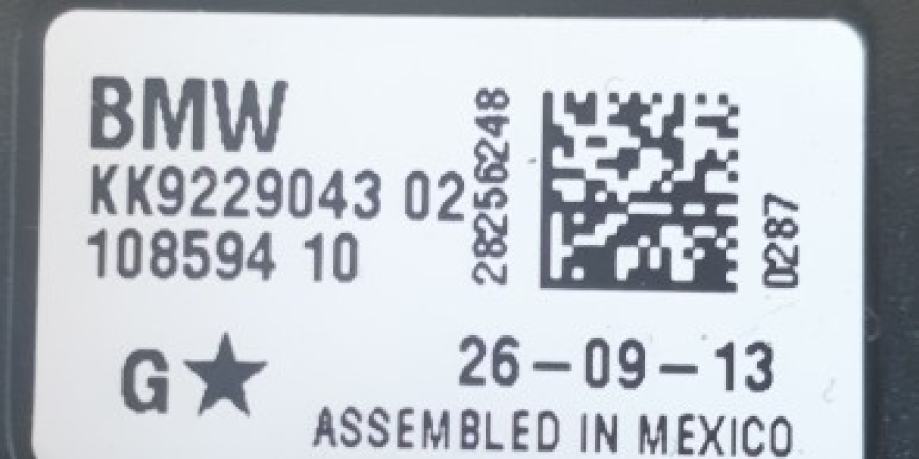 BMW
KK9229043 02
108594 10
28256248
0287
G★
26-09-13
ASSEMBLED IN MEXICO